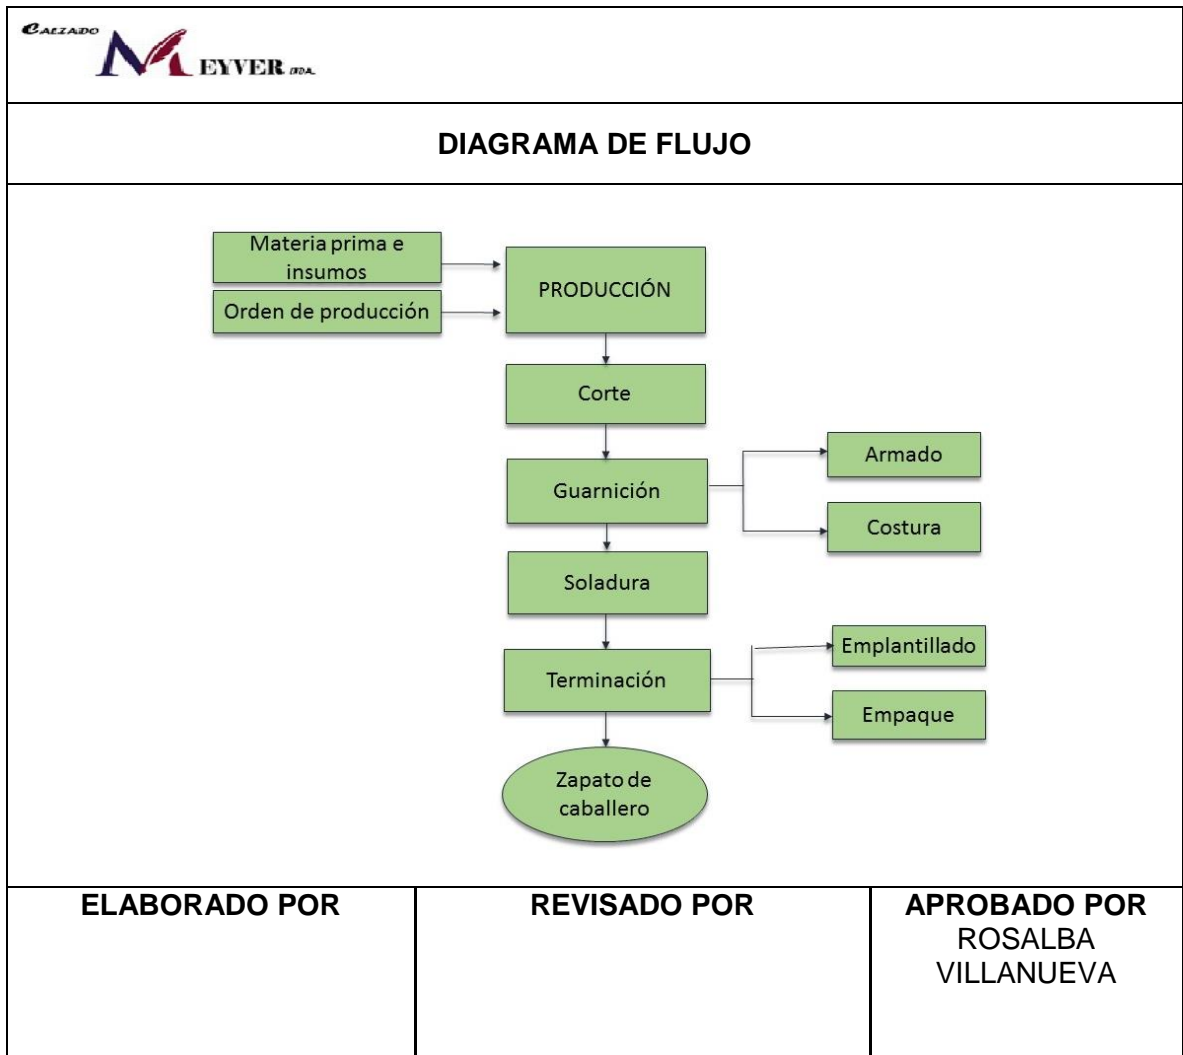 CALZADO
MEYVER LTDA.
DIAGRAMA DE FLUJO
Materia prima e
insumos
Orden de producción
PRODUCCIÓN
Corte
Guarnición
Armado
Costura
Soladura
Terminación
Emplantillado
Empaque
Zapato de
caballero
ELABORADO POR
REVISADO POR
APROBADO POR
ROSALBA
VILLANUEVA